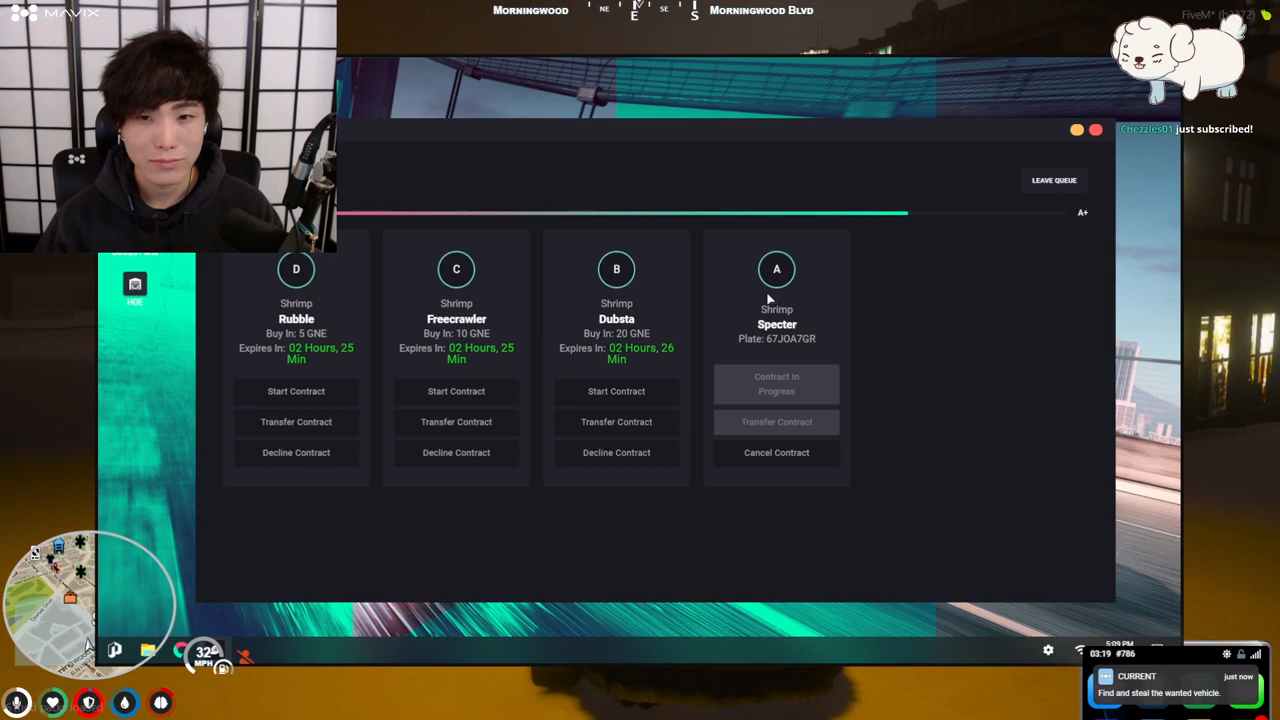 MAVIX
MORNINGWOOD
NE
E
SE
S
MORNINGWOOD BLVD
Chezzles01 just subscribed!
LEAVE QUEUE
A+
HOE
D
Shrimp
Rubble
Buy In: 5 GNE
Expires In: 02 Hours, 25
Min
Start Contract
Transfer Contract
Decline Contract
C
Shrimp
Freecrawler
Buy In: 10 GNE
Expires In: 02 Hours, 25
Min
Start Contract
Transfer Contract
Decline Contract
B
Shrimp
Dubsta
Buy In: 20 GNE
Expires In: 02 Hours, 26
Min
Start Contract
Transfer Contract
Decline Contract
A
Shrimp
Specter
Plate: 67JOA7GR
Contract In
Progress
Transfer Contract
Cancel Contract
MPH
5:09 PM
03:19 #786
CURRENT
just now
Find and steal the wanted vehicle.